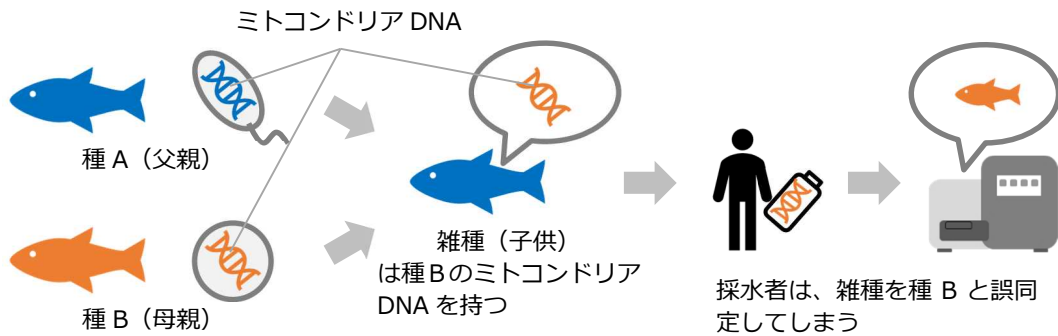 ミトコンドリア DNA
種 A（父親）
種 B（母親）
雑種（子供）
は種Bのミトコンドリア
DNA を持つ
採水者は、雑種を種 B と誤同
定してしまう